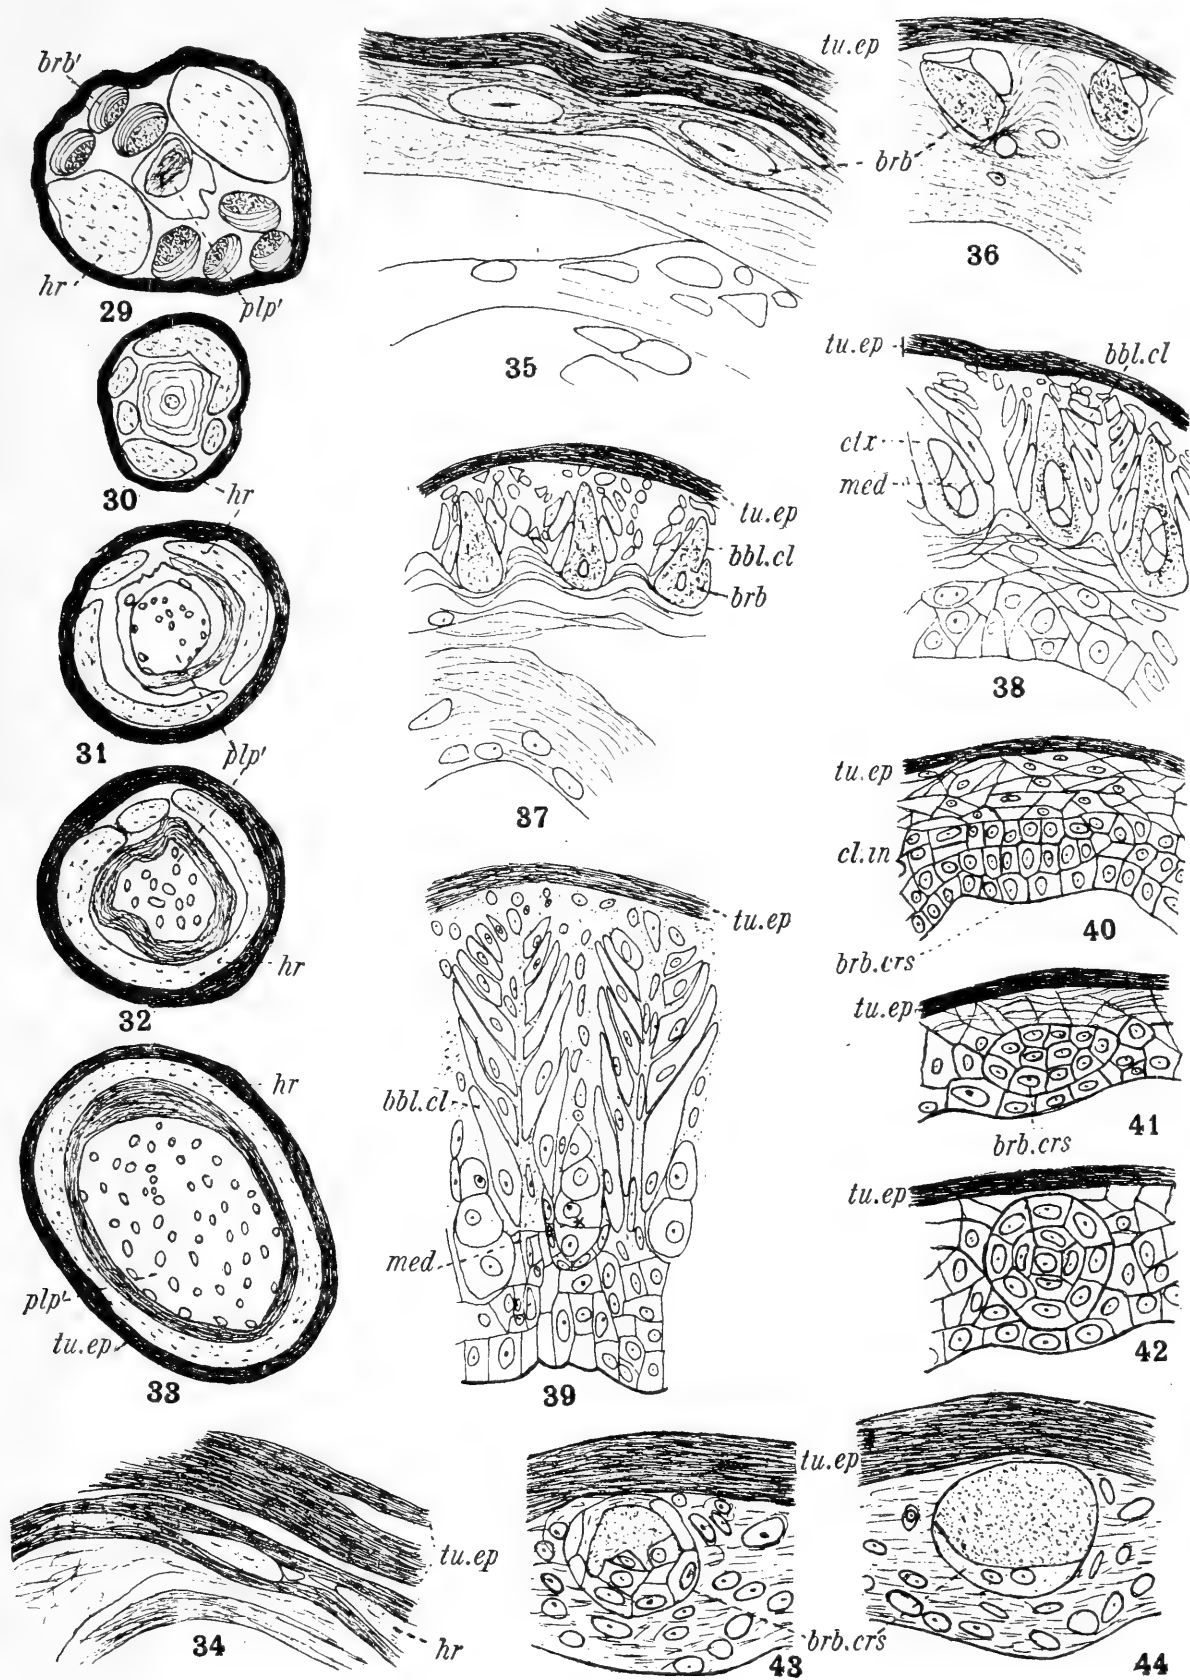 brb'
hr
plp'
29
hr
30
31
plp'
hr
32
hr
plp'
tu.ep
33
tu.ep
hr
34
tu.ep
brb
35
36
tu.ep
bbl.cl
brb
37
tu.ep
bbl.cl
ctx
med
38
tu.ep
bbl.cl
med
39
tu.ep
cl.in
brb.crs
40
tu.ep
brb.crs
41
tu.ep
42
tu.ep
brb.crs
43
44